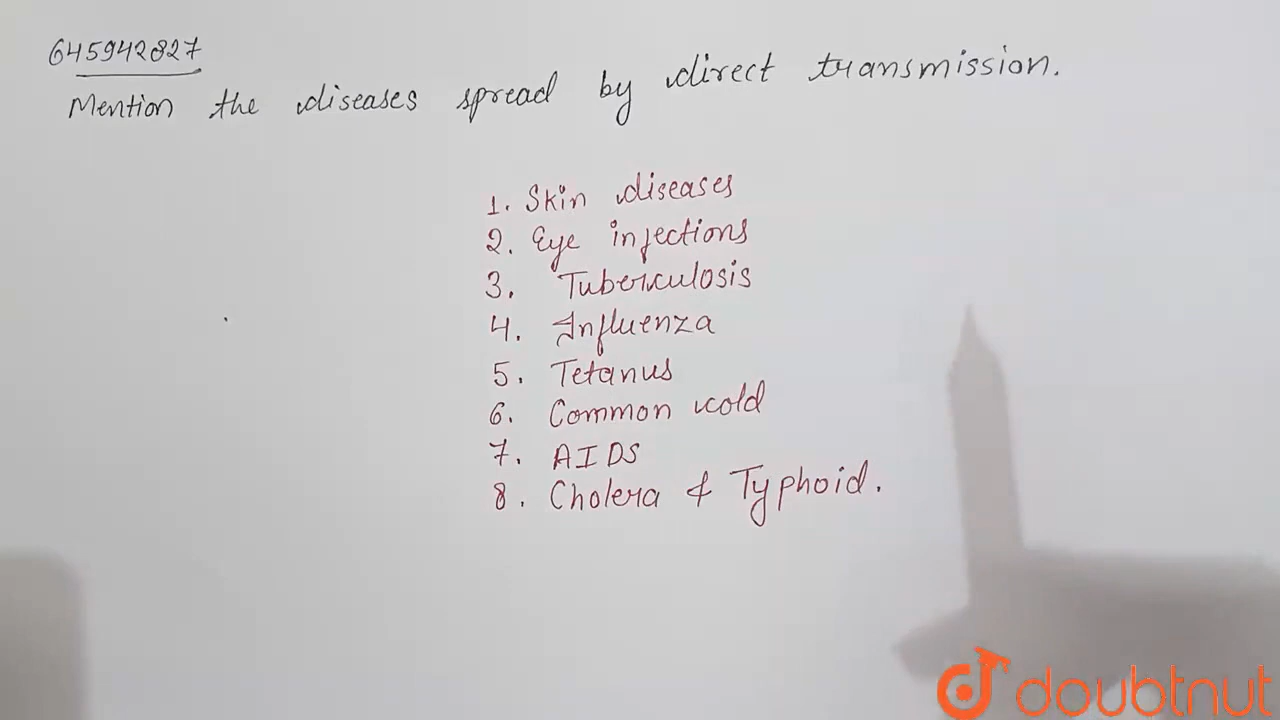 645942827
Mention the diseases spread by direct transmission.
1. Skin diseases
2. Eye infections
3. Tuberculosis
4. Influenza
5. Tetanus
6. Common cold
7. AIDS
8. Cholera & Typhoid.
doubtnut